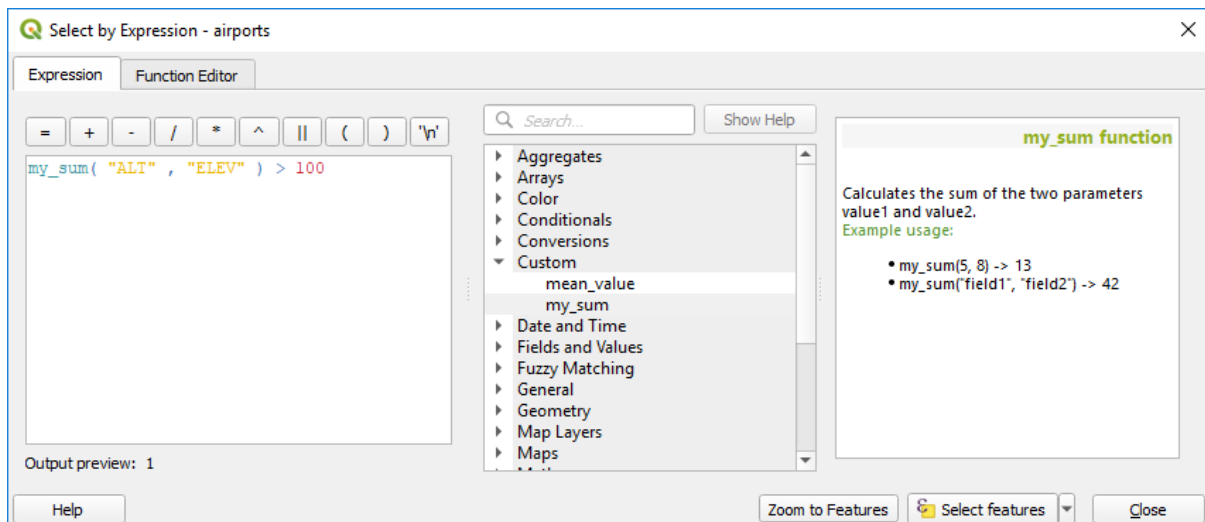 Select by Expression - airports
Expression
Function Editor
= + - / * ^ || ( ) '\n'
my_sum( "ALT" , "ELEV" ) > 100
Output preview: 1
Search...
Show Help
Aggregates
Arrays
Color
Conditionals
Conversions
Custom
mean_value
my_sum
Date and Time
Fields and Values
Fuzzy Matching
General
Geometry
Map Layers
Maps
my_sum function
Calculates the sum of the two parameters
value1 and value2.
Example usage:
• my_sum(5, 8) -> 13
• my_sum("field1", "field2") -> 42
Help
Zoom to Features
Select features
Close